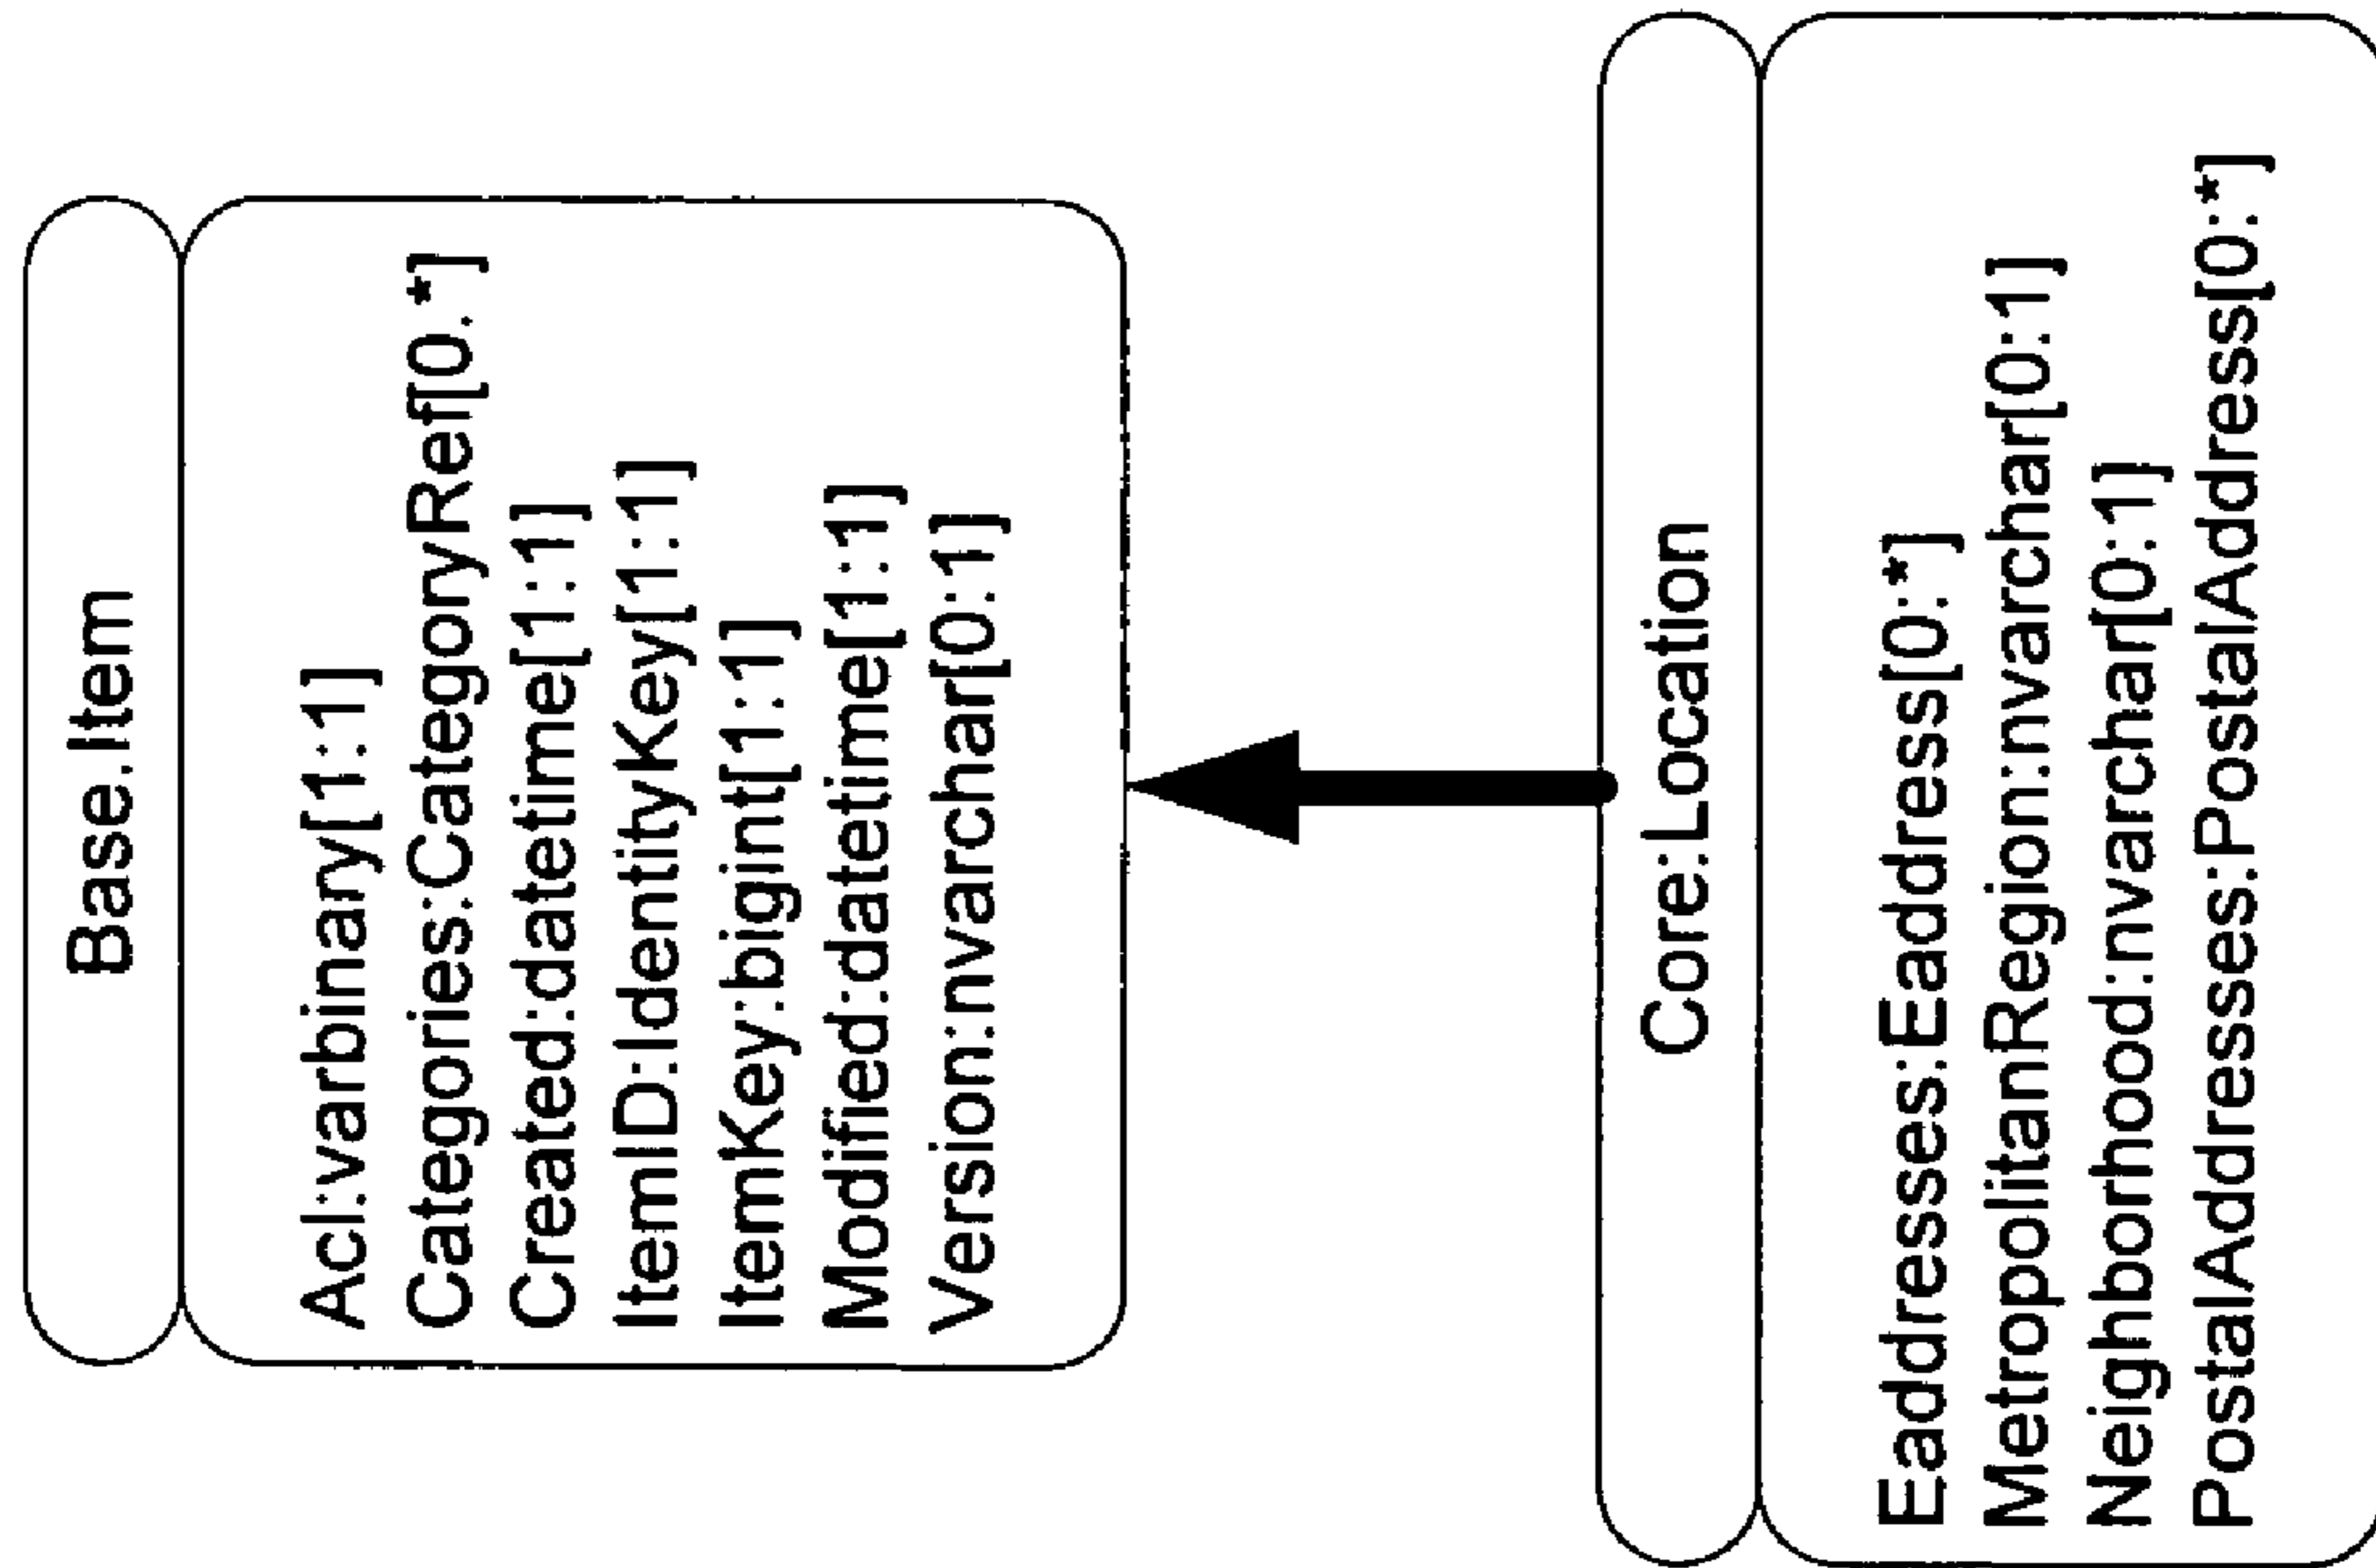 Base.Item
Acl:varbinary[1:1]
Categories:CategoryRef[0.*]
Created:datetime[1:1]
ItemID:IdentityKey[1:1]
ItemKey:bigint[1:1]
Modified:datetime[1:1]
Version:nvarchar[0:1]
Core:Location
Eaddresses:Eaddress[0:*]
MetropolitanRegion:nvarchar[0:1]
Neighborhood:nvarchar[0:1]
PostalAddresses:PostalAddress[0:*]